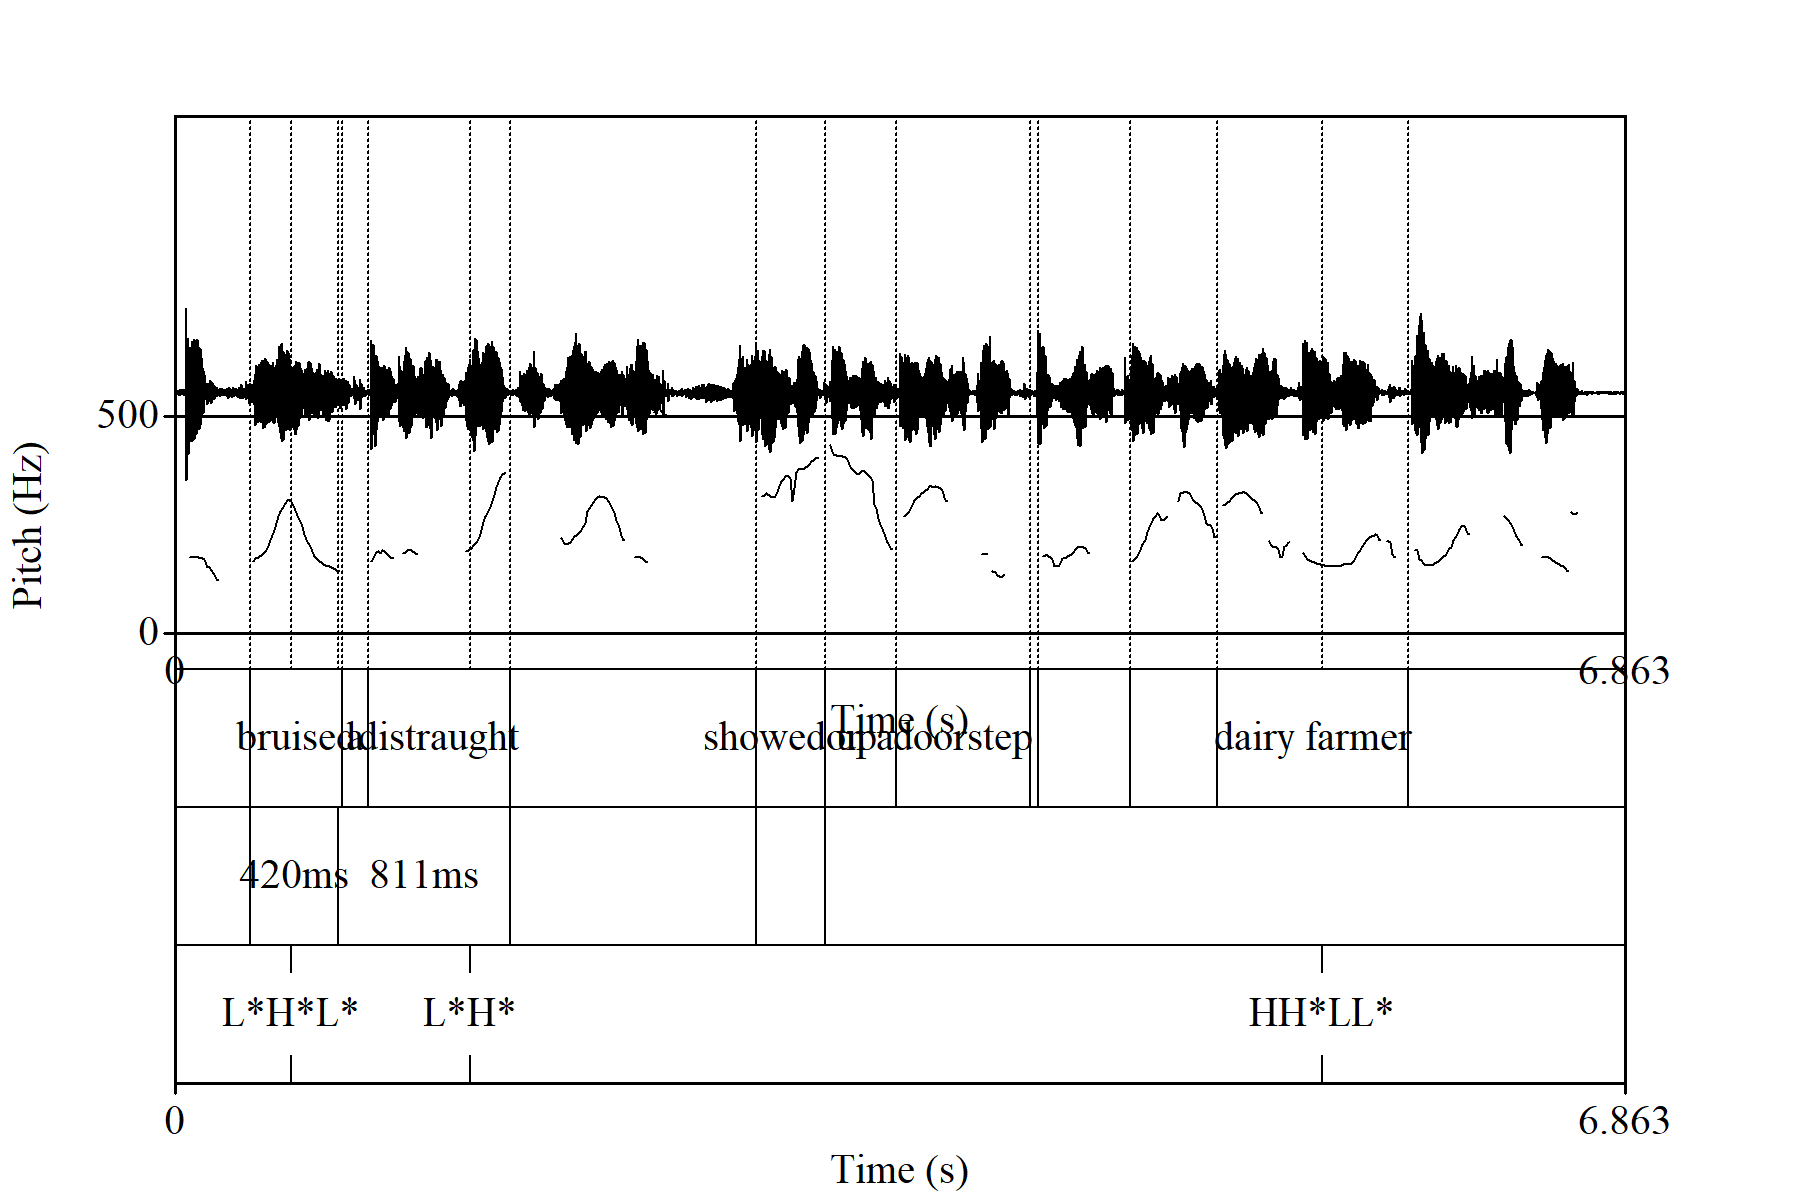 500
Pitch (Hz)
0
0 6.863
Time (s)
bruised distraught showed up doorstep dairy farmer
420ms 811ms
L*H*L* L*H* HH*LL*
0 6.863
Time (s)